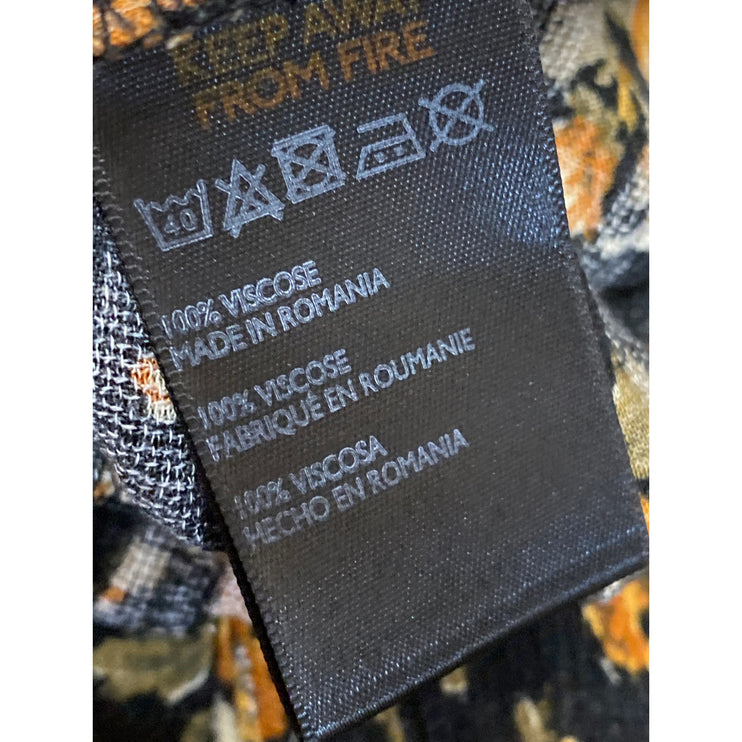 KEEP AWAY
FROM FIRE
40
100% VISCOSE
MADE IN ROMANIA
100% VISCOSE
FABRIQUÉ EN ROUMANIE
100% VISCOSA
HECHO EN ROMANIA